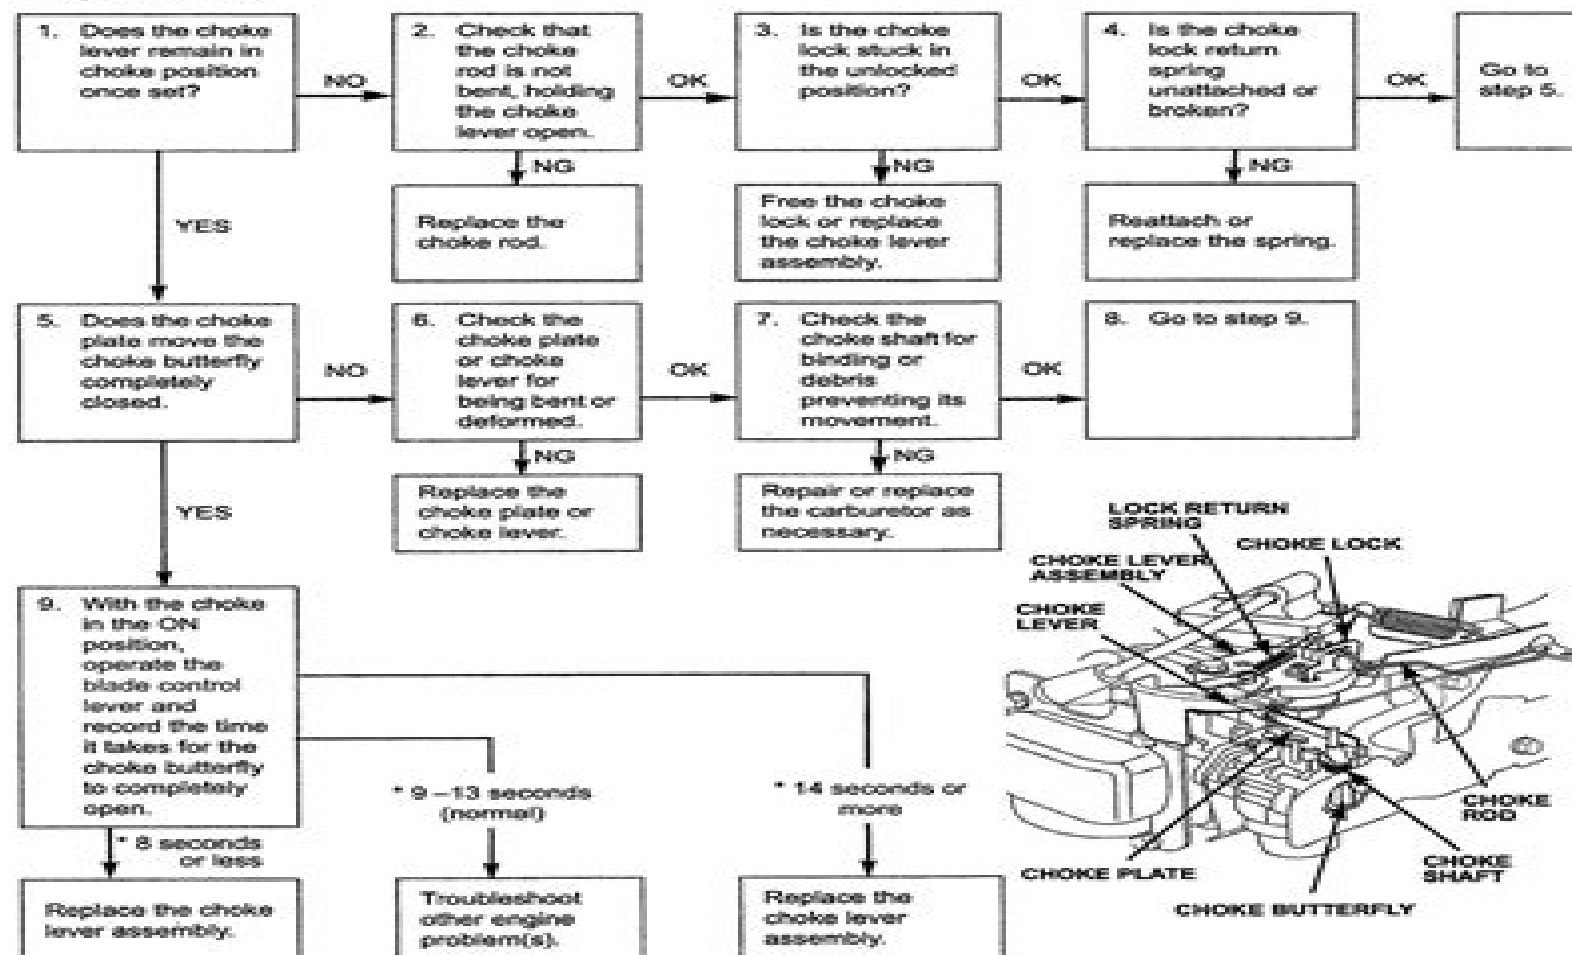 1. Does the choke
lever remain in
choke position
once set?
NO
2. Check that
the choke
rod is not
bent, holding
the choke
lever open.
OK
3. Is the choke
lock stuck in
the unlocked
position?
OK
4. Is the choke
lock return
spring
unattached or
broken?
OK
Go to
step 5.
YES
NG
Replace the
choke rod.
NG
Free the choke
lock or replace
the choke lever
assembly.
NG
Reattach or
replace the spring.
5. Does the choke
plate move the
choke butterfly
completely
closed.
NO
6. Check the
choke plate
or choke
lever for
being bent or
deformed.
OK
7. Check the
choke shaft for
binding or
debris
preventing its
movement.
OK
8. Go to step 9.
YES
NG
Replace the
choke plate or
choke lever.
NG
Repair or replace
the carburetor as
necessary.
9. With the choke
in the ON
position,
operate the
blade control
lever and
record the time
it takes for the
choke butterfly
to completely
open.
* 8 seconds
or less
* 9–13 seconds
(normal)
* 14 seconds or
more
Replace the choke
lever assembly.
Troubleshoot
other engine
problem(s).
Replace the
choke lever
assembly.
LOCK RETURN
SPRING
CHOKE LOCK
CHOKE LEVER
ASSEMBLY
CHOKE
LEVER
CHOKE
ROD
CHOKE PLATE
CHOKE
SHAFT
CHOKE BUTTERFLY